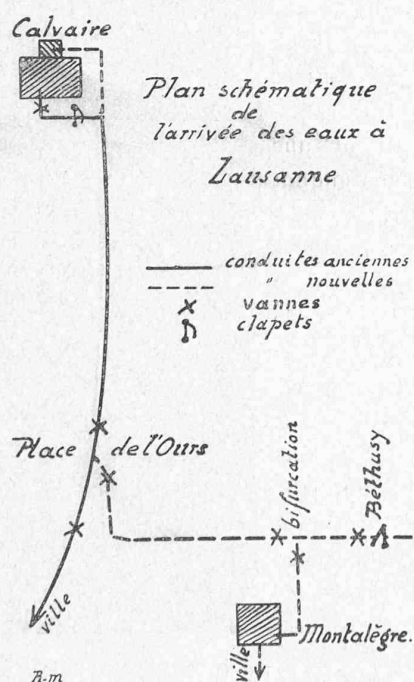 Calvaire
Plan schématique
de
l'arrivée des eaux à
Lausanne
conduites anciennes
" nouvelles
vannes
clapets
Place de l'Ours
bifurcation
Béthusy
ville
Montalègre.
ville
R-m